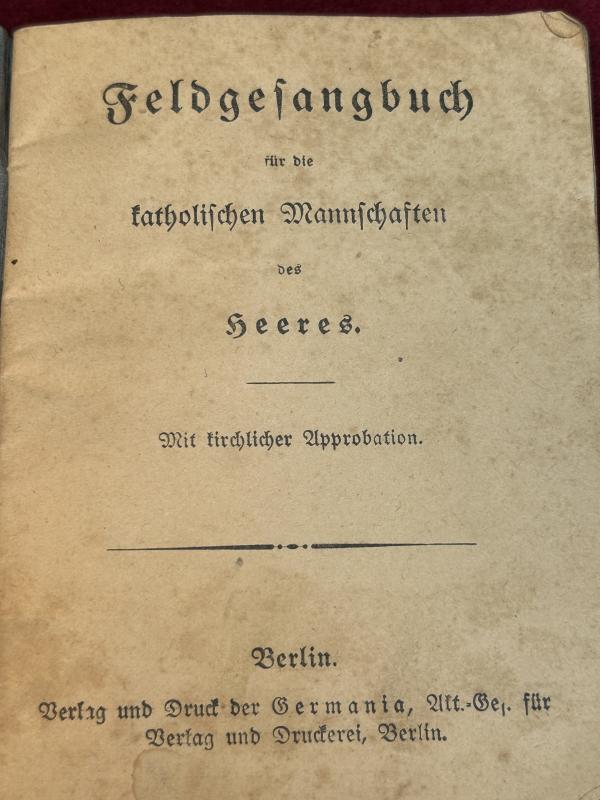 Feldgesangbuch
für die
katholischen Mannschaften
des
Heeres.
Mit kirchlicher Approbation.
Berlin.
Verlag und Druck der Germania, Akt.-Ges. für
Verlag und Druckerei, Berlin.